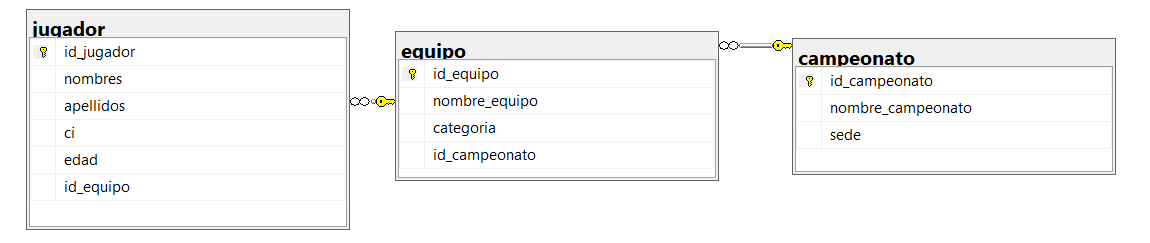 jugador
id_jugador
nombres
apellidos
ci
edad
id_equipo
equipo
id_equipo
nombre_equipo
categoria
id_campeonato
campeonato
id_campeonato
nombre_campeonato
sede